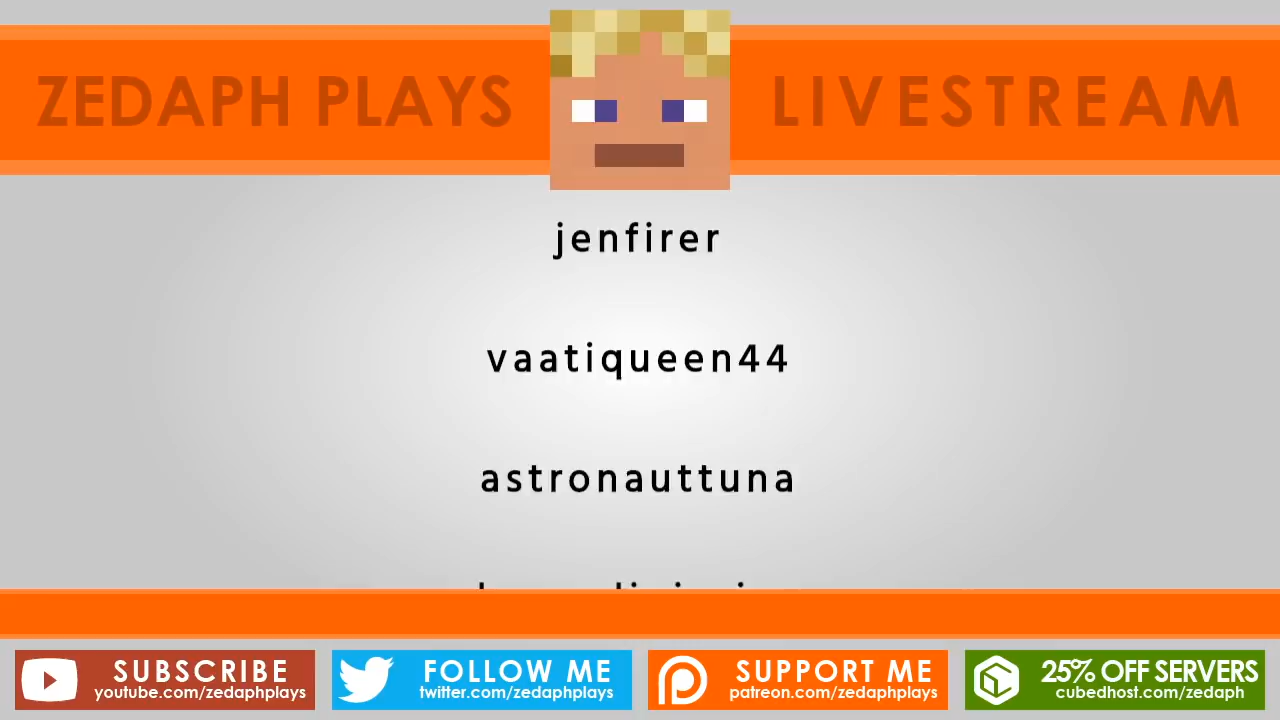 ZEDAPH PLAYS LIVESTREAM
jenfirer
vaatiqueen44
astronauttuna
SUBSCRIBE
youtube.com/zedaphplays
FOLLOW ME
twitter.com/zedaphplays
SUPPORT ME
patreon.com/zedaphplays
25% OFF SERVERS
cubedhost.com/zedaph